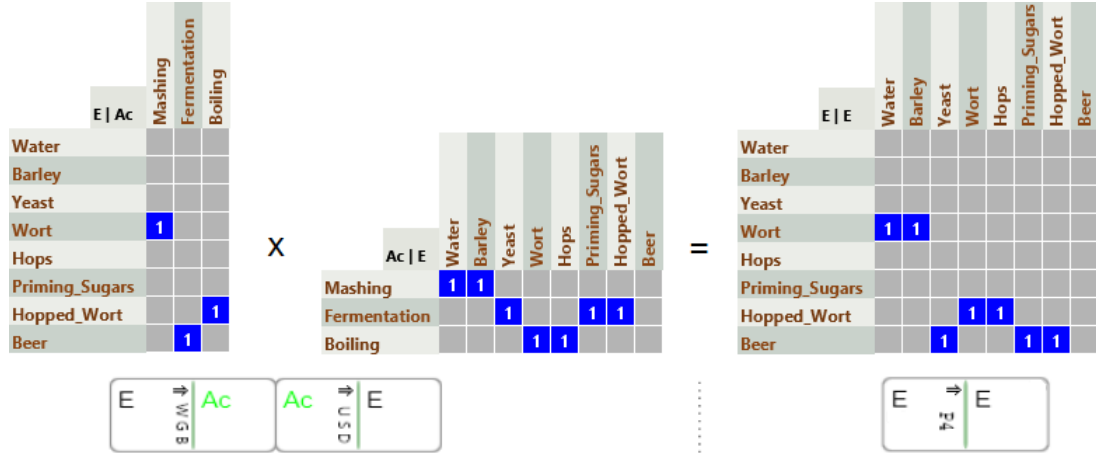 Mashing
Fermentation
Boiling
E | Ac
Water
Barley
Yeast
Wort
1
Hops
Priming_Sugars
Hopped_Wort 1
Beer 1
x
Water
Barley
Yeast
Wort
Hops
Priming_Sugars
Hopped_Wort
Beer
Ac | E
Mashing 1 1
Fermentation 1 1 1
Boiling 1 1
=
Water
Barley
Yeast
Wort
Hops
Priming_Sugars
Hopped_Wort
Beer
E | E
Water
Barley
Yeast
Wort 1 1
Hops
Priming_Sugars
Hopped_Wort 1 1
Beer 1 1 1
E ⇑ WGB Ac
Ac ⇑ USD E
E ⇑ P4 E